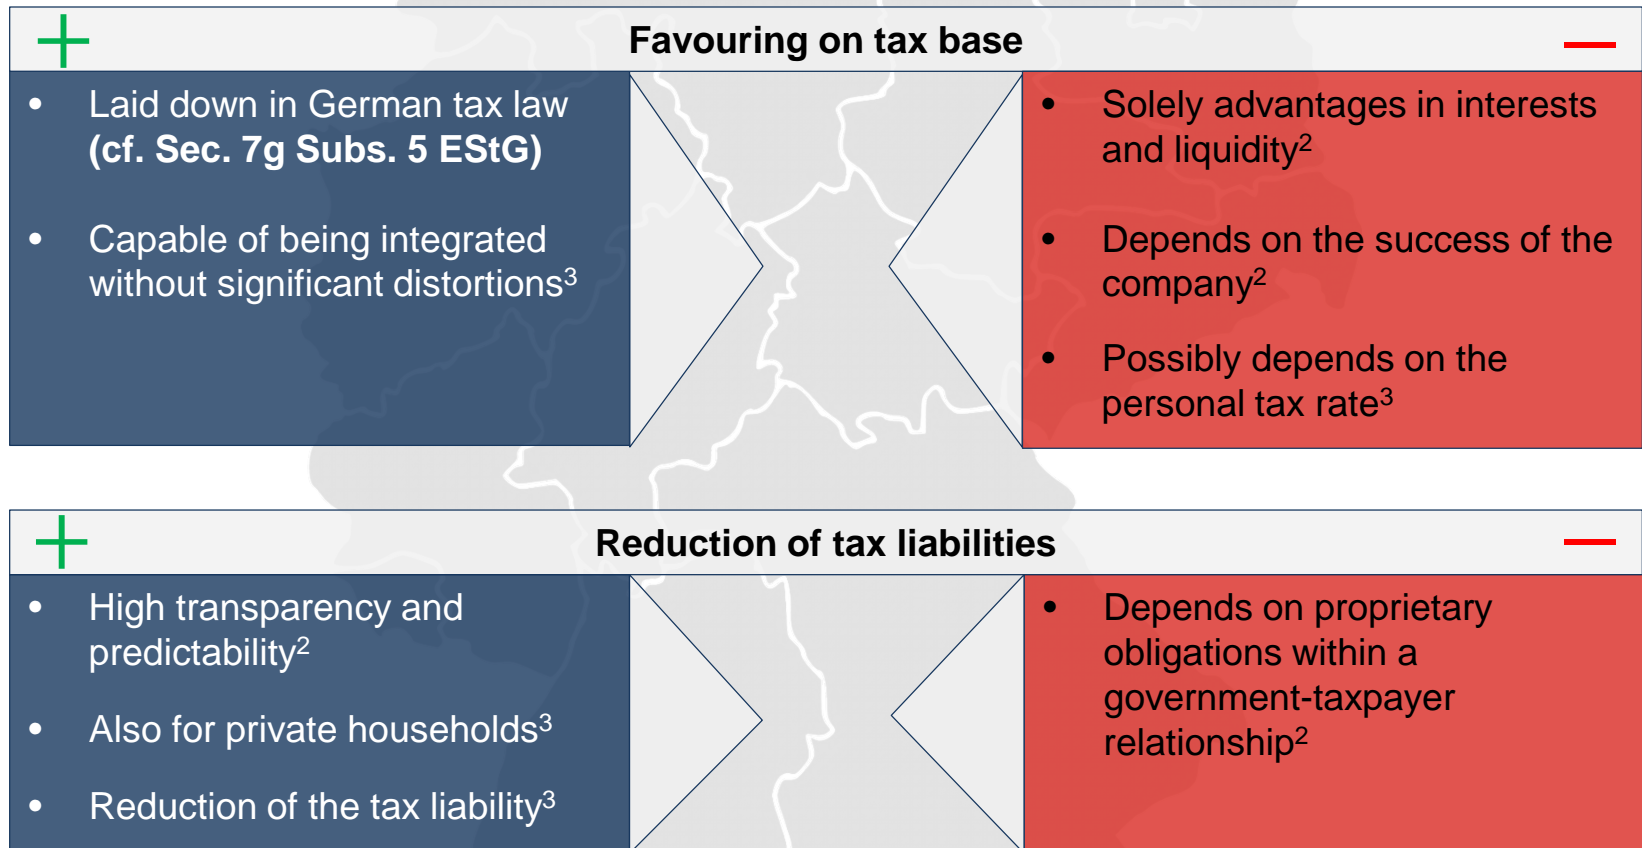 Favouring on tax base
• Laid down in German tax law
(cf. Sec. 7g Subs. 5 EStG)
• Capable of being integrated
without significant distortions³
• Solely advantages in interests
and liquidity²
• Depends on the success of the
company²
• Possibly depends on the
personal tax rate³
Reduction of tax liabilities
• High transparency and
predictability²
• Also for private households³
• Reduction of the tax liability³
• Depends on proprietary
obligations within a
government-taxpayer
relationship²